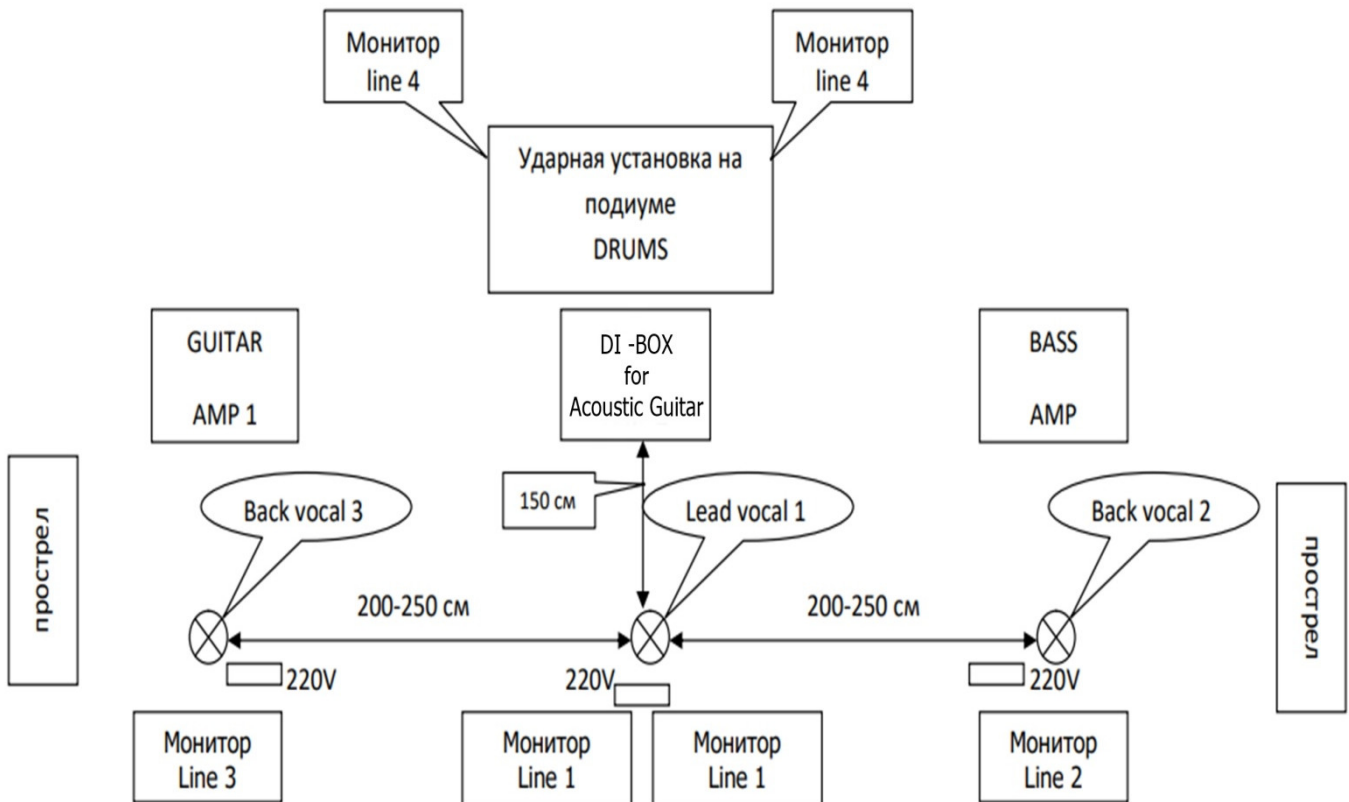 Монитор
line 4
Монитор
line 4
Ударная установка на
подиуме
DRUMS
GUITAR
AMP 1
DI -BOX
for
Acoustic Guitar
BASS
AMP
прострел
Back vocal 3
150 см
Lead vocal 1
Back vocal 2
прострел
200-250 см
200-250 см
220V
220V
220V
Монитор
Line 3
Монитор
Line 1
Монитор
Line 1
Монитор
Line 2